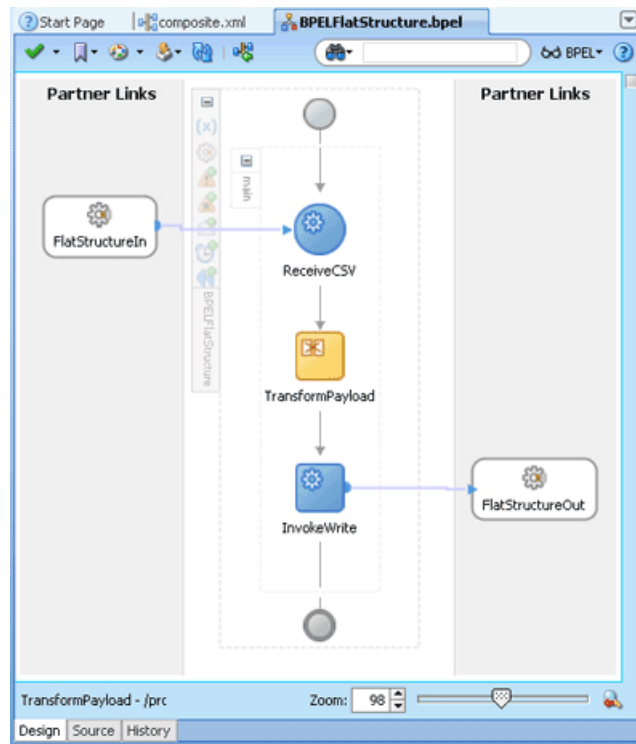 Start Page
composite.xml
BPELFlatStructure.bpel
BPEL
Partner Links
Partner Links
main
FlatStructureIn
ReceiveCSV
BPELFlatStructure
TransformPayload
FlatStructureOut
InvokeWrite
TransformPayload - /prc
Zoom: 98
Design Source History